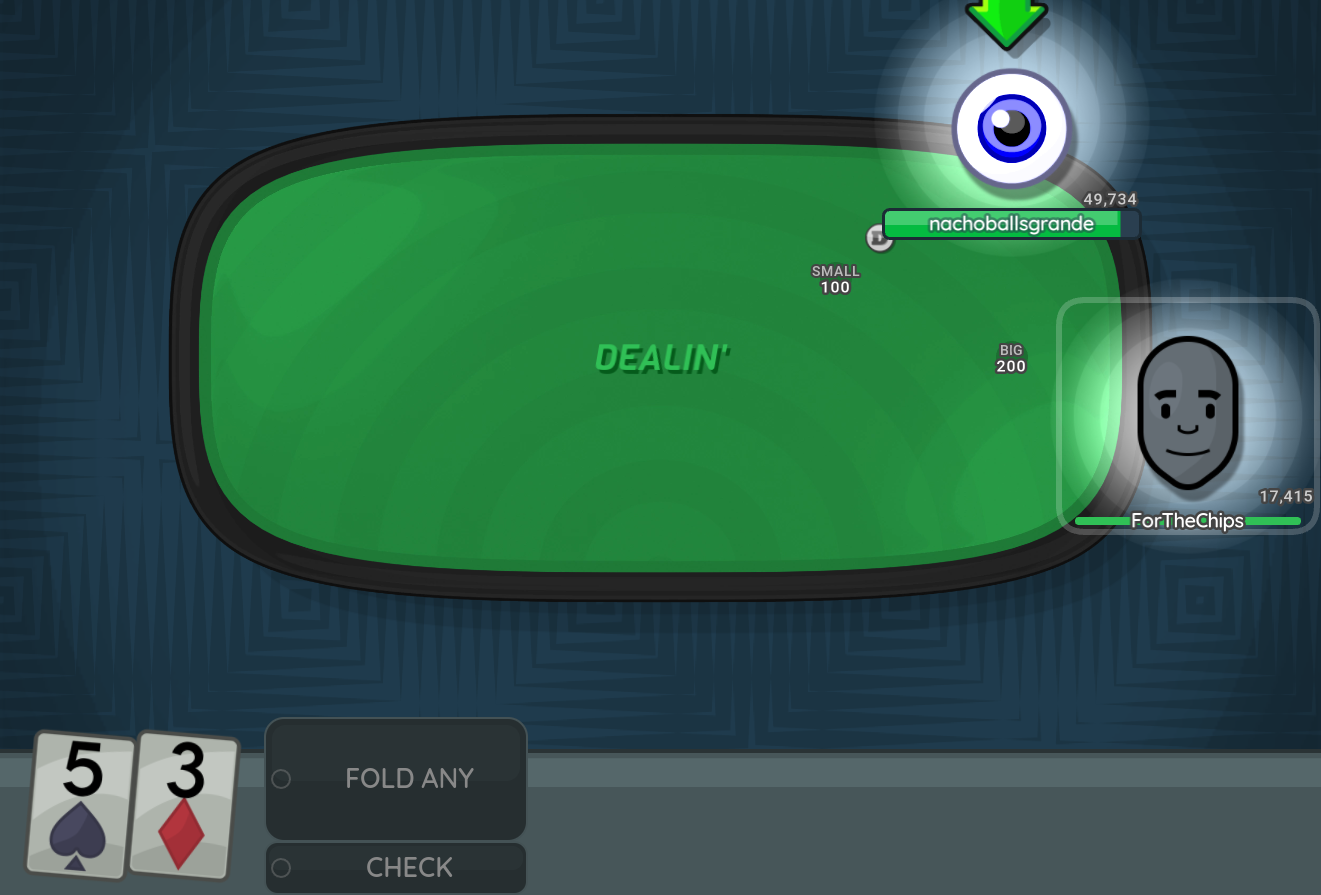 49,734
nachoballsgrande
D
SMALL
100
DEALIN'
BIG
200
17,415
ForTheChips
5
3
FOLD ANY
CHECK